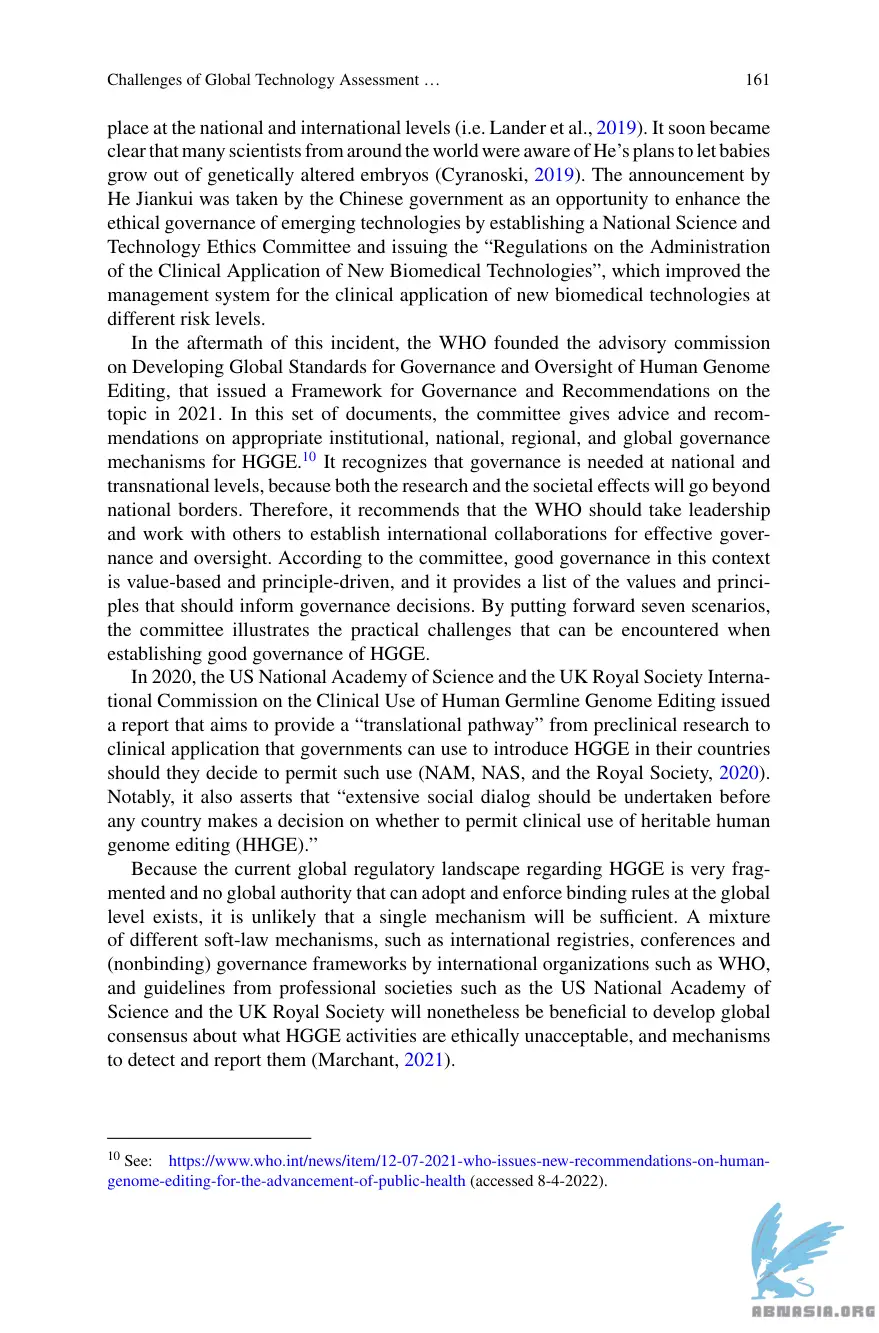 Challenges of Global Technology Assessment … 161
place at the national and international levels (i.e. Lander et al., 2019). It soon became
clear that many scientists from around the world were aware of He’s plans to let babies
grow out of genetically altered embryos (Cyranoski, 2019). The announcement by
He Jiankui was taken by the Chinese government as an opportunity to enhance the
ethical governance of emerging technologies by establishing a National Science and
Technology Ethics Committee and issuing the “Regulations on the Administration
of the Clinical Application of New Biomedical Technologies”, which improved the
management system for the clinical application of new biomedical technologies at
different risk levels.
In the aftermath of this incident, the WHO founded the advisory commission
on Developing Global Standards for Governance and Oversight of Human Genome
Editing, that issued a Framework for Governance and Recommendations on the
topic in 2021. In this set of documents, the committee gives advice and recom-
mendations on appropriate institutional, national, regional, and global governance
mechanisms for HGGE.10 It recognizes that governance is needed at national and
transnational levels, because both the research and the societal effects will go beyond
national borders. Therefore, it recommends that the WHO should take leadership
and work with others to establish international collaborations for effective gover-
nance and oversight. According to the committee, good governance in this context
is value-based and principle-driven, and it provides a list of the values and princi-
ples that should inform governance decisions. By putting forward seven scenarios,
the committee illustrates the practical challenges that can be encountered when
establishing good governance of HGGE.
In 2020, the US National Academy of Science and the UK Royal Society Interna-
tional Commission on the Clinical Use of Human Germline Genome Editing issued
a report that aims to provide a “translational pathway” from preclinical research to
clinical application that governments can use to introduce HGGE in their countries
should they decide to permit such use (NAM, NAS, and the Royal Society, 2020).
Notably, it also asserts that “extensive social dialog should be undertaken before
any country makes a decision on whether to permit clinical use of heritable human
genome editing (HHGE).”
Because the current global regulatory landscape regarding HGGE is very frag-
mented and no global authority that can adopt and enforce binding rules at the global
level exists, it is unlikely that a single mechanism will be sufficient. A mixture
of different soft-law mechanisms, such as international registries, conferences and
(nonbinding) governance frameworks by international organizations such as WHO,
and guidelines from professional societies such as the US National Academy of
Science and the UK Royal Society will nonetheless be beneficial to develop global
consensus about what HGGE activities are ethically unacceptable, and mechanisms
to detect and report them (Marchant, 2021).
10 See: https://www.who.int/news/item/12-07-2021-who-issues-new-recommendations-on-human-
genome-editing-for-the-advancement-of-public-health (accessed 8-4-2022).
ABNASIA.ORG